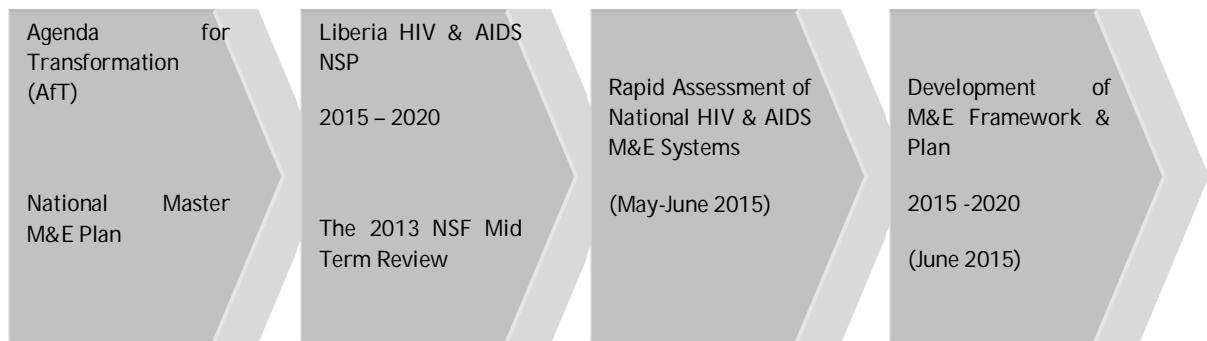 Agenda for
Transformation
(AfT)
National Master
M&E Plan
Liberia HIV & AIDS
NSP
2015 – 2020
The 2013 NSF Mid
Term Review
Rapid Assessment of
National HIV & AIDS
M&E Systems
(May-June 2015)
Development of
M&E Framework &
Plan
2015 -2020
(June 2015)